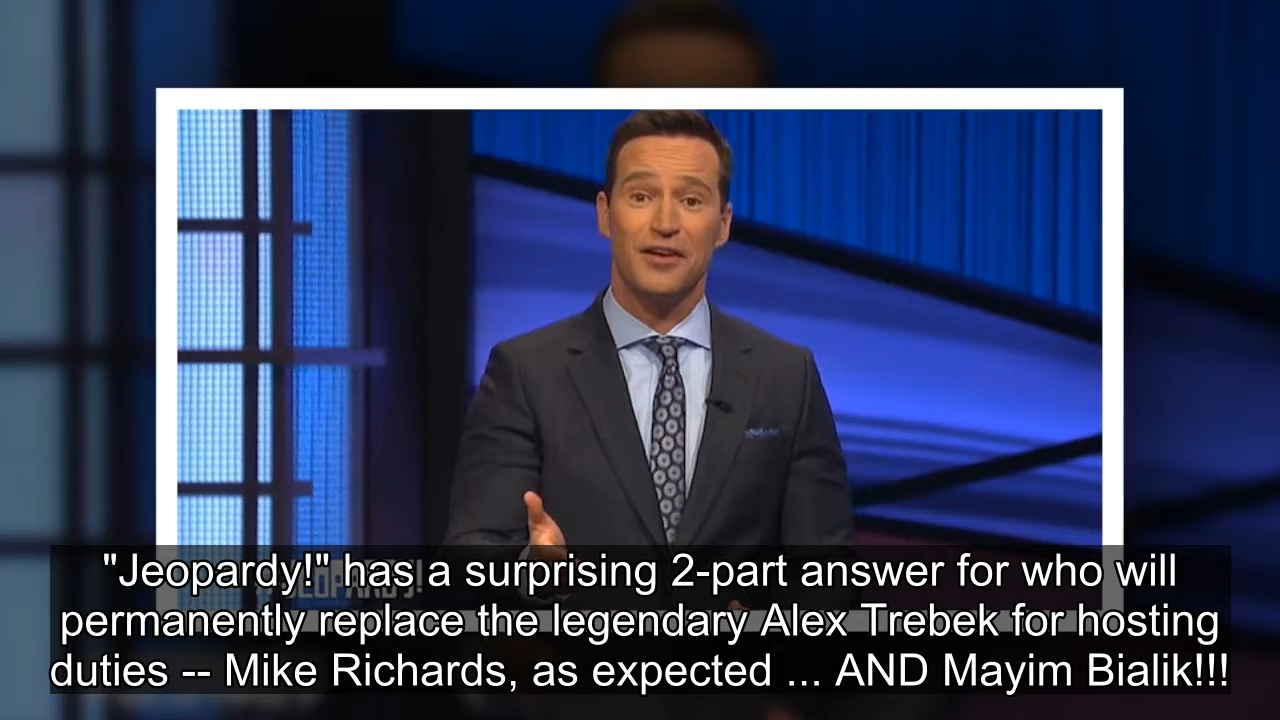 "Jeopardy!" has a surprising 2-part answer for who will
permanently replace the legendary Alex Trebek for hosting
duties -- Mike Richards, as expected ... AND Mayim Bialik!!!
JEOPARDY!